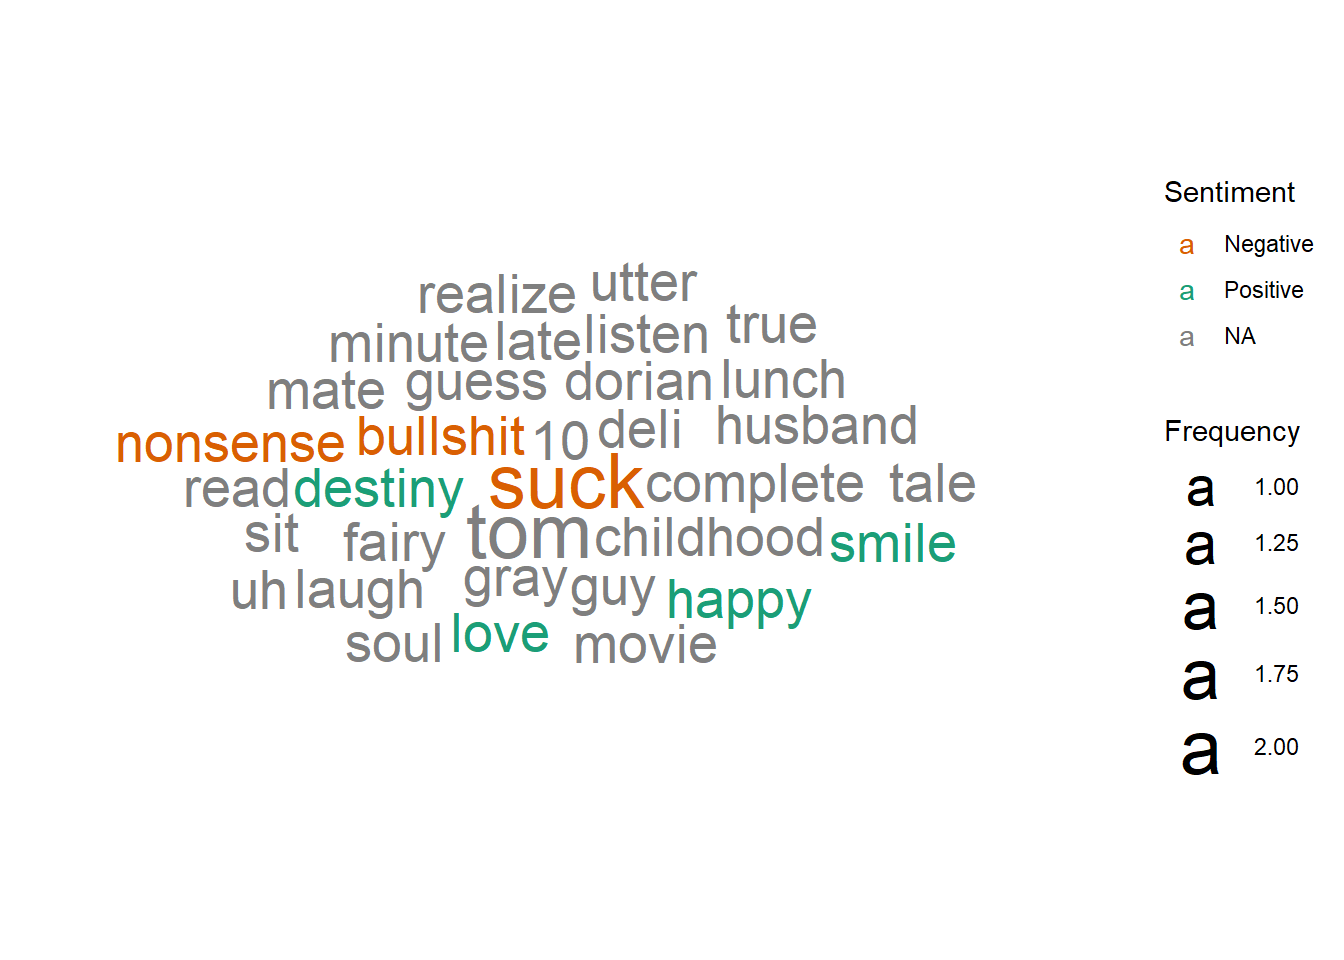 realize utter
minute late listen true
mate guess dorian lunch
nonsense bullshit 10 deli husband
read destiny suck complete tale
sit fairy tom childhood smile
uh laugh gray guy happy
soul love movie
Sentiment
a Negative
a Positive
a NA
Frequency
a 1.00
a 1.25
a 1.50
a 1.75
a 2.00